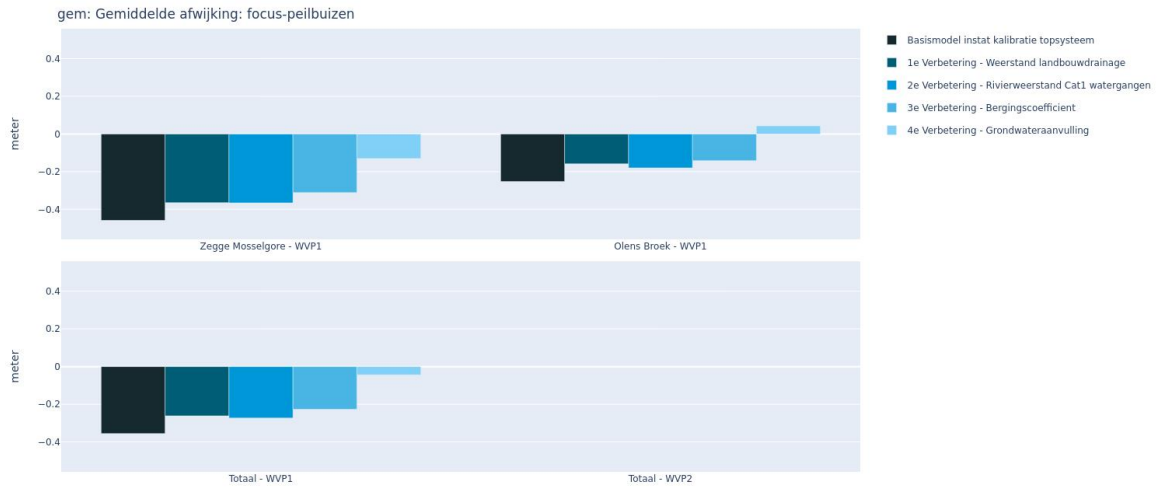 gem: Gemiddelde afwijking: focus-peilbuizen
meter
0.4
0.2
0
−0.2
−0.4
Zegge Mosselgore - WVP1
Olens Broek - WVP1
meter
0.4
0.2
0
−0.2
−0.4
Totaal - WVP1
Totaal - WVP2
Basismodel instat kalibratie topsysteem
1e Verbetering - Weerstand landbouwdrainage
2e Verbetering - Rivierweerstand Cat1 watergangen
3e Verbetering - Bergingscoefficient
4e Verbetering - Grondwateraanvulling